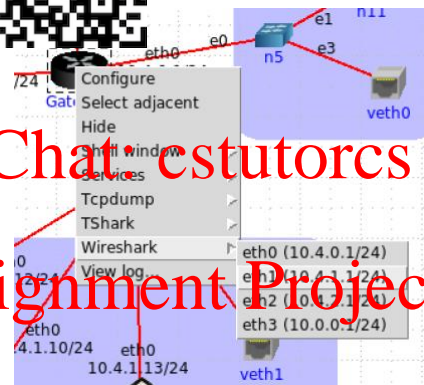 n11
e1
e0
eth0
e3
n5
/24
veth0
Configure
Select adjacent
Hide
Shell window
Chat: cstutorcs
Services
Tcpdump
TShark
Wireshark
View log...
eth0 (10.4.0.1/24)
eth1 (10.4.1.1/24)
eth2 (10.4.2.1/24)
eth3 (10.0.0.1/24)
ignment Projec
eth0
.4.1.10/24
eth0
10.4.1.13/24
veth1